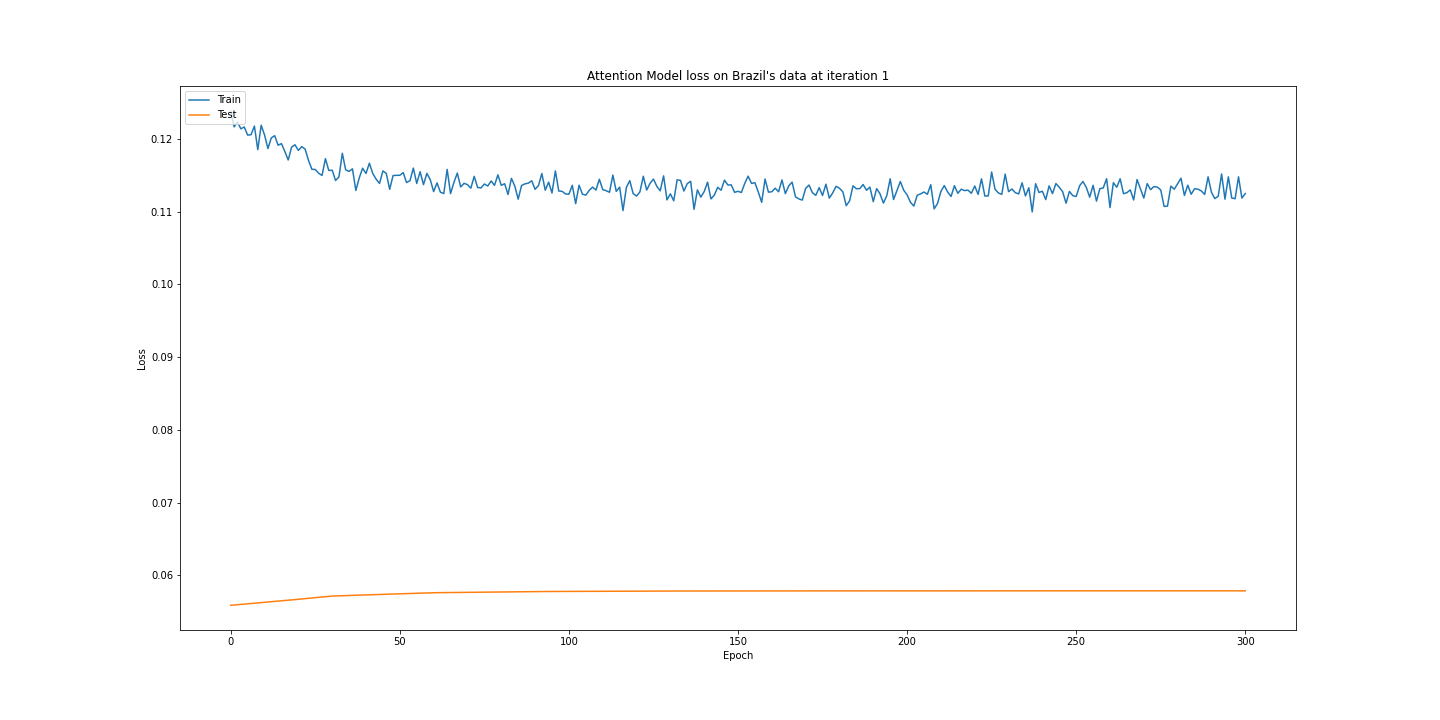 Attention Model loss on Brazil's data at iteration 1
Train
Test
0.12
0.11
0.10
0.09
0.08
0.07
0.06
Loss
0
50
100
150
200
250
300
Epoch